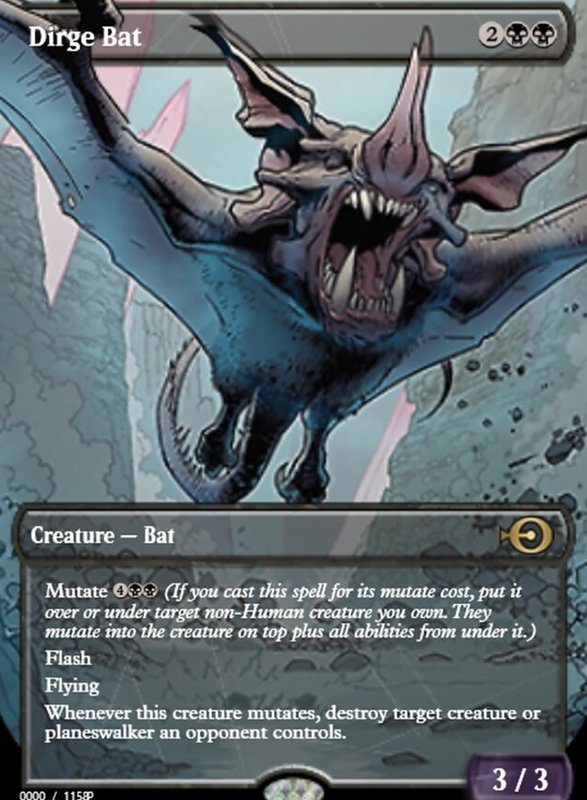 Dirge Bat 2
Creature — Bat
Mutate 4 (If you cast this spell for its mutate cost, put it
over or under target non-Human creature you own. They
mutate into the creature on top plus all abilities from under it.)
Flash
Flying
Whenever this creature mutates, destroy target creature or
planeswalker an opponent controls.
3/3
0000 / 1158P